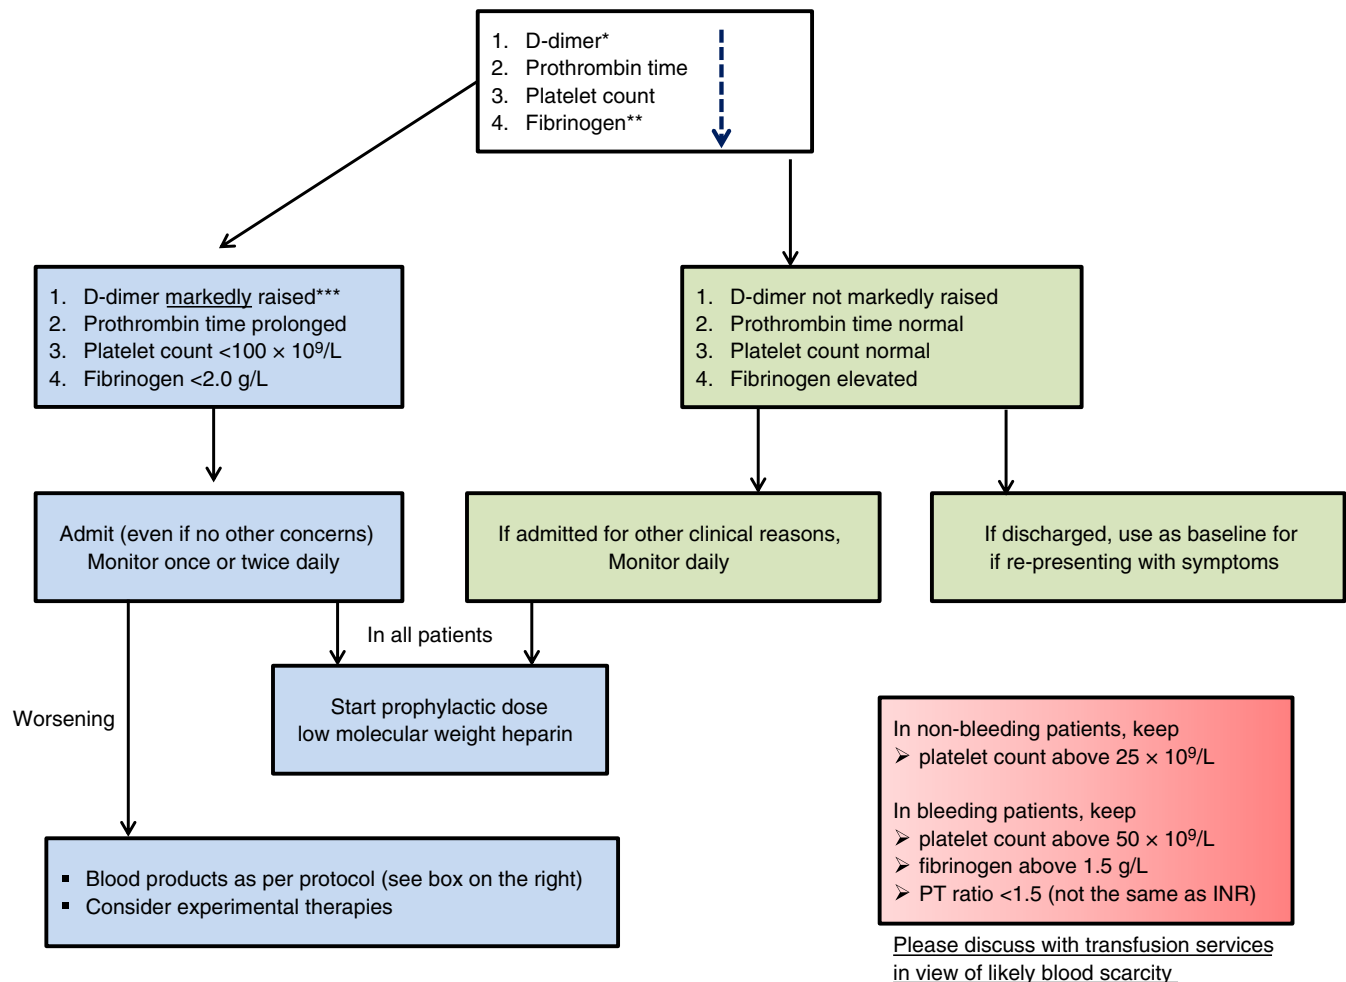 1. D-dimer*
2. Prothrombin time
3. Platelet count
4. Fibrinogen**
1. D-dimer markedly raised***
2. Prothrombin time prolonged
3. Platelet count <100 × 10⁹/L
4. Fibrinogen <2.0 g/L
1. D-dimer not markedly raised
2. Prothrombin time normal
3. Platelet count normal
4. Fibrinogen elevated
Admit (even if no other concerns)
Monitor once or twice daily
If admitted for other clinical reasons,
Monitor daily
If discharged, use as baseline for
if re-presenting with symptoms
In all patients
Worsening
Start prophylactic dose
low molecular weight heparin
In non-bleeding patients, keep
➢ platelet count above 25 × 10⁹/L
In bleeding patients, keep
➢ platelet count above 50 × 10⁹/L
➢ fibrinogen above 1.5 g/L
➢ PT ratio <1.5 (not the same as INR)
▪ Blood products as per protocol (see box on the right)
▪ Consider experimental therapies
Please discuss with transfusion services
in view of likely blood scarcity